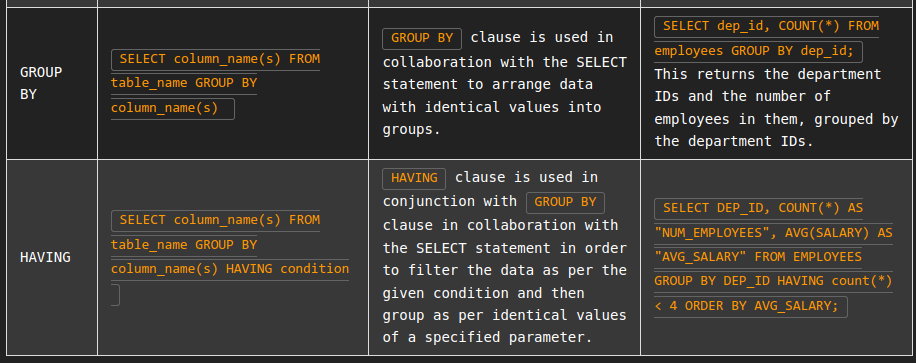 GROUP
BY
SELECT column_name(s) FROM
table_name GROUP BY
column_name(s)
GROUP BY clause is used in
collaboration with the SELECT
statement to arrange data
with identical values into
groups.
SELECT dep_id, COUNT(*) FROM
employees GROUP BY dep_id;
This returns the department
IDs and the number of
employees in them, grouped by
the department IDs.
HAVING
SELECT column_name(s) FROM
table_name GROUP BY
column_name(s) HAVING condition
HAVING clause is used in
conjunction with GROUP BY
clause in collaboration with
the SELECT statement in order
to filter the data as per the
given condition and then
group as per identical values
of a specified parameter.
SELECT DEP_ID, COUNT(*) AS
"NUM_EMPLOYEES", AVG(SALARY) AS
"AVG_SALARY" FROM EMPLOYEES
GROUP BY DEP_ID HAVING count(*)
< 4 ORDER BY AVG_SALARY;